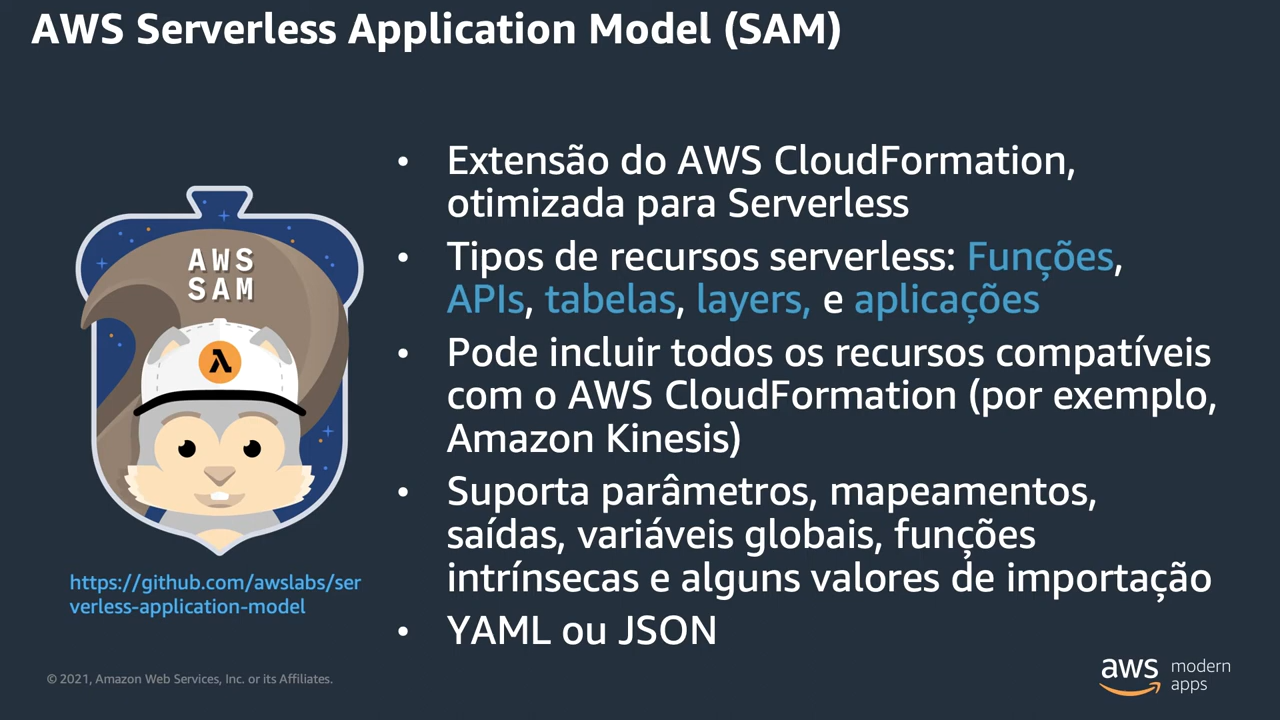 AWS Serverless Application Model (SAM)
AWS
SAM
https://github.com/awslabs/ser
verless-application-model
• Extensão do AWS CloudFormation,
otimizada para Serverless
• Tipos de recursos serverless: Funções,
APIs, tabelas, layers, e aplicações
• Pode incluir todos os recursos compatíveis
com o AWS CloudFormation (por exemplo,
Amazon Kinesis)
• Suporta parâmetros, mapeamentos,
saídas, variáveis globais, funções
intrínsecas e alguns valores de importação
• YAML ou JSON
© 2021, Amazon Web Services, Inc. or its Affiliates.
aws modern
apps